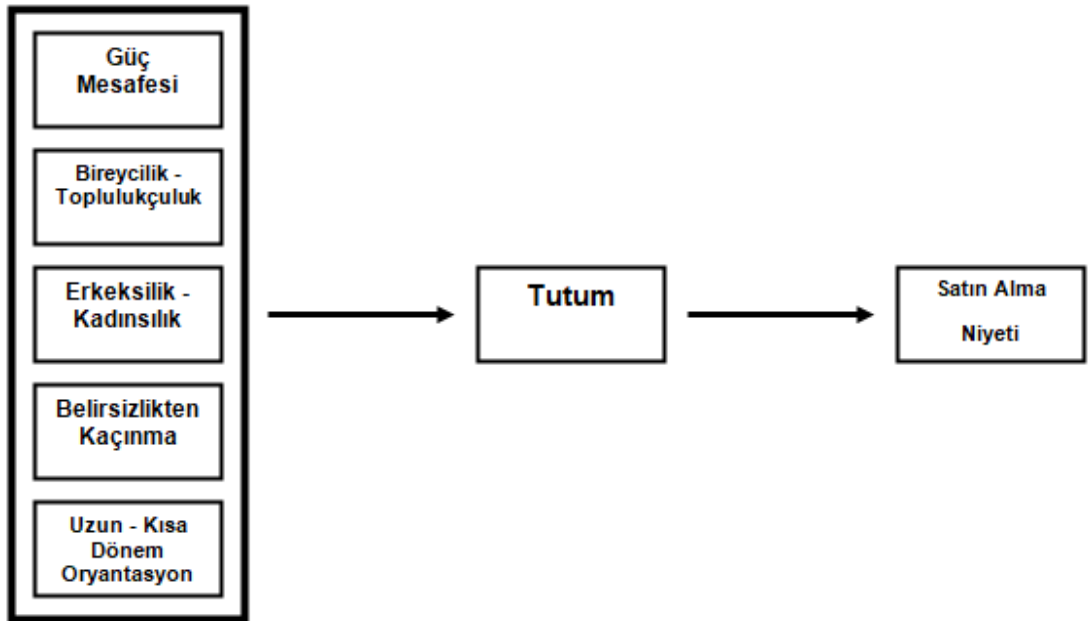 Güç
Mesafesi
Bireycilik -
Toplulukçuluk
Erkeksilik -
Kadınsılık
Belirsizlikten
Kaçınma
Uzun - Kısa
Dönem
Oryantasyon
Tutum
Satın Alma
Niyeti